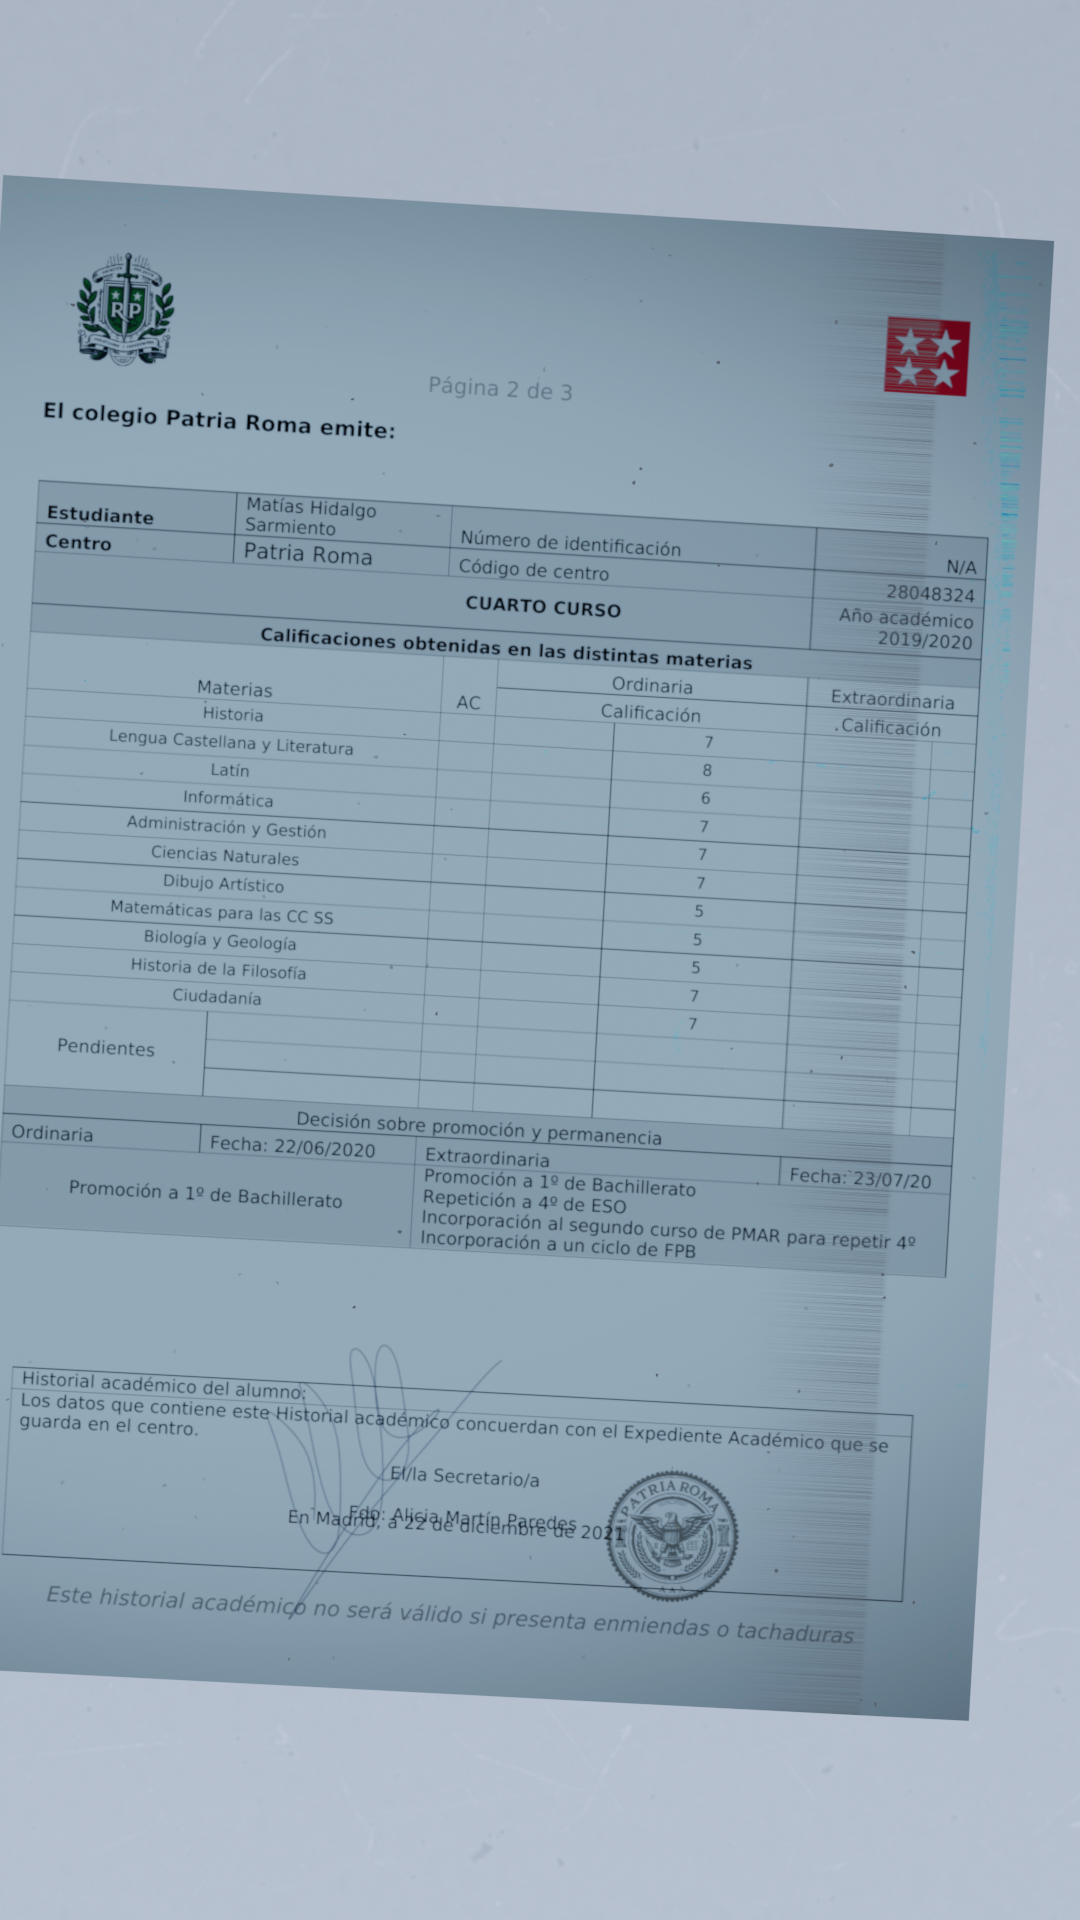 RP
Página 2 de 3
El colegio Patria Roma emite:
Estudiante
Matías Hidalgo
Sarmiento
Número de identificación
N/A
Centro
Patria Roma
Código de centro
28048324
CUARTO CURSO
Año académico
2019/2020
Calificaciones obtenidas en las distintas materias
Materias
AC
Ordinaria
Extraordinaria
Calificación
Calificación
Historia 7
Lengua Castellana y Literatura 8
Latín 6
Informática 7
Administración y Gestión 7
Ciencias Naturales 7
Dibujo Artístico 5
Matemáticas para las CC SS 5
Biología y Geología 5
Historia de la Filosofía 7
Ciudadanía 7
Pendientes
Decisión sobre promoción y permanencia
Ordinaria
Fecha: 22/06/2020
Extraordinaria
Fecha: 23/07/20
Promoción a 1º de Bachillerato
Promoción a 1º de Bachillerato
Repetición a 4º de ESO
Incorporación al segundo curso de PMAR para repetir 4º
Incorporación a un ciclo de FPB
Historial académico del alumno:
Los datos que contiene este Historial académico concuerdan con el Expediente Académico que se
guarda en el centro.
El/la Secretario/a
Fdo: Alicia Martín Paredes
En Madrid, a 22 de diciembre de 2021
PATRIA ROMA
A A A
Este historial académico no será válido si presenta enmiendas o tachaduras